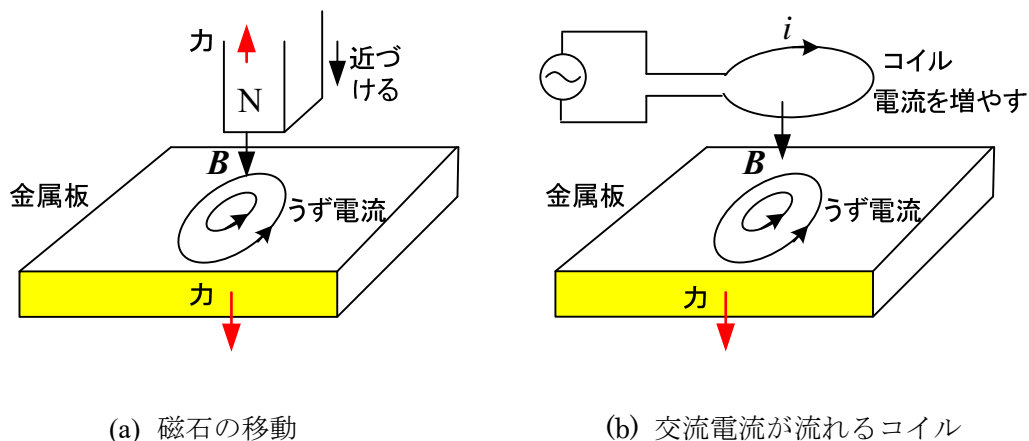 力
近づ
ける
N
B
金属板
うず電流
力
(a) 磁石の移動
i
コイル
電流を増やす
B
金属板
うず電流
力
(b) 交流電流が流れるコイル